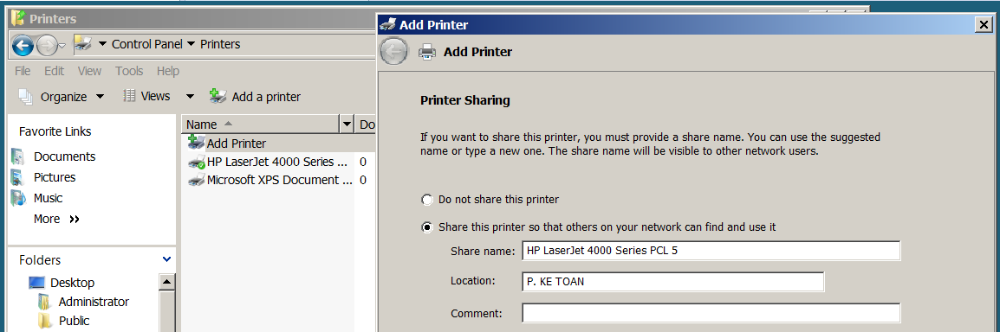 Printers
Control Panel Printers
File Edit View Tools Help
Organize Views Add a printer
Favorite Links
Documents
Pictures
Music
More
Folders
Desktop
Administrator
Public
Name Do
Add Printer
HP LaserJet 4000 Series ... 0
Microsoft XPS Document ... 0
Add Printer
Add Printer
Printer Sharing
If you want to share this printer, you must provide a share name. You can use the suggested
name or type a new one. The share name will be visible to other network users.
Do not share this printer
Share this printer so that others on your network can find and use it
Share name: HP LaserJet 4000 Series PCL 5
Location: P. KE TOAN
Comment: